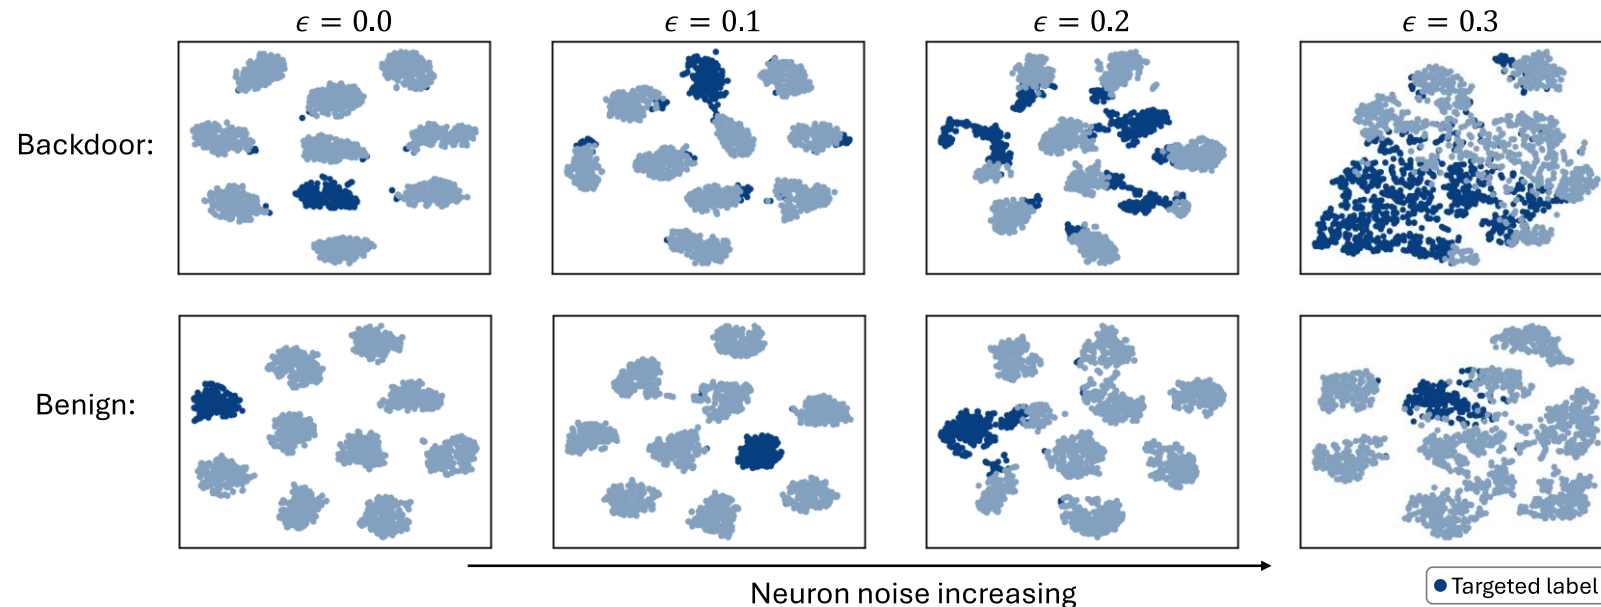 ϵ = 0.0
ϵ = 0.1
ϵ = 0.2
ϵ = 0.3
Backdoor:
Benign:
Neuron noise increasing
Targeted label